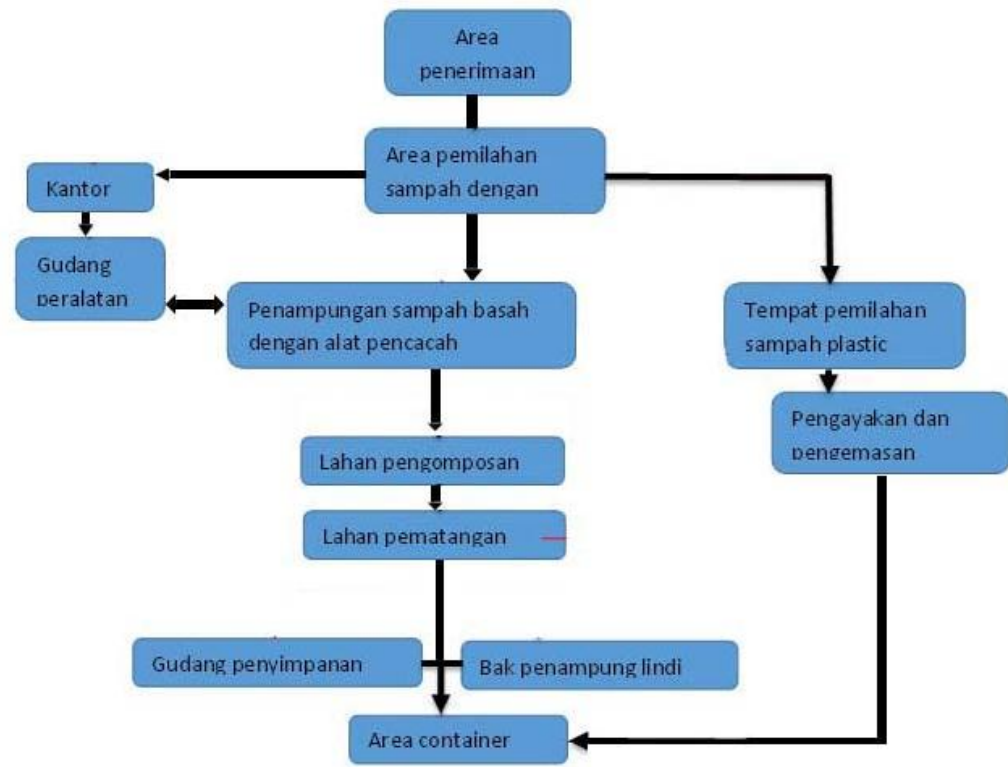 Area
penerimaan
Area pemilahan
sampah dengan
Kantor
Gudang
peralatan
Penampungan sampah basah
dengan alat pencacah
Tempat pemilahan
sampah plastic
Pengayakan dan
pengemasan
Lahan pengomposan
Lahan pematangan
Gudang penyimpanan
Bak penampung lindi
Area container